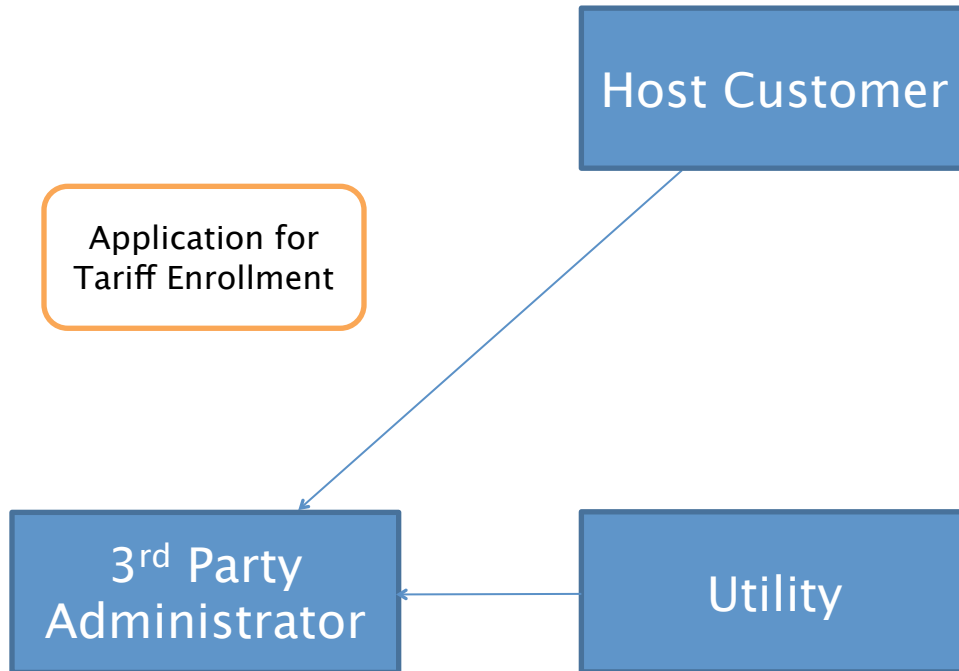 Host Customer
Application for
Tariff Enrollment
3rd Party
Administrator
Utility